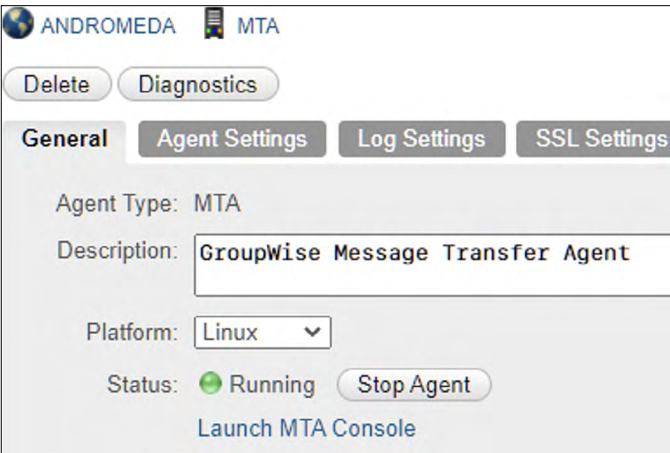 ANDROMEDA MTA
Delete Diagnostics
General Agent Settings Log Settings SSL Settings
Agent Type: MTA
Description: GroupWise Message Transfer Agent
Platform: Linux
Status: Running Stop Agent
Launch MTA Console